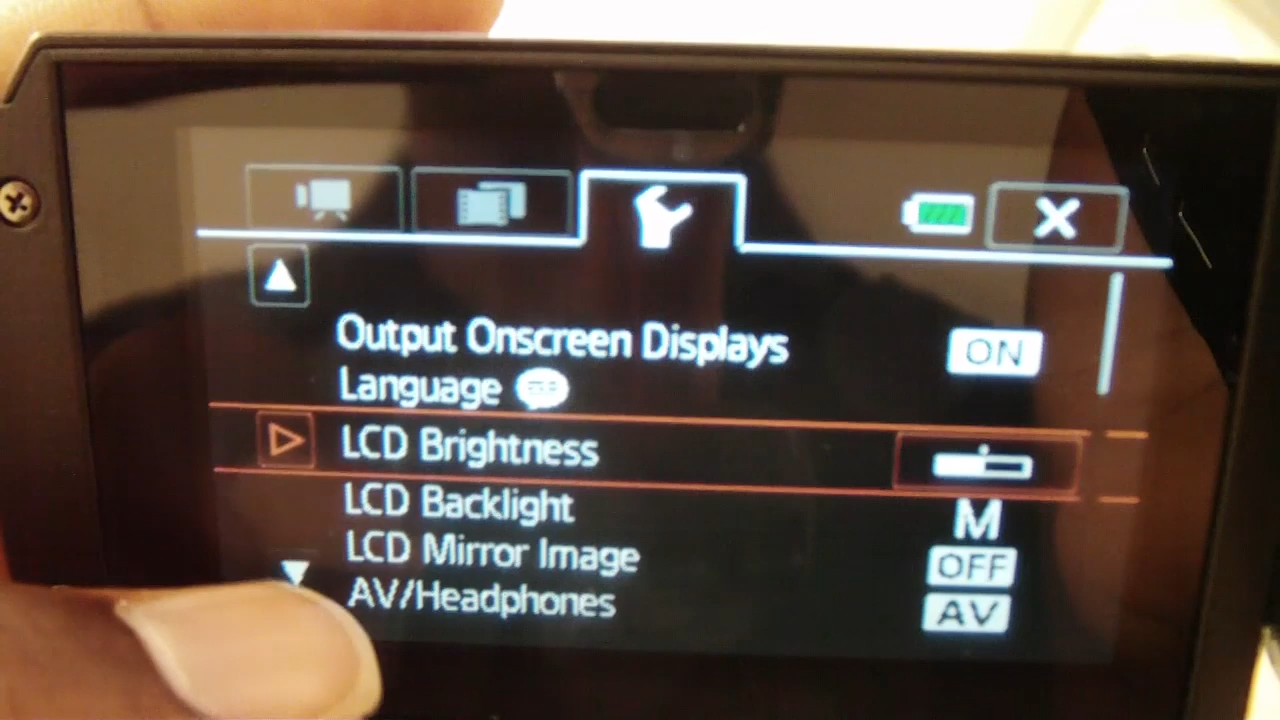 Output Onscreen Displays ON
Language
LCD Brightness
LCD Backlight M
LCD Mirror Image OFF
AV/Headphones AV